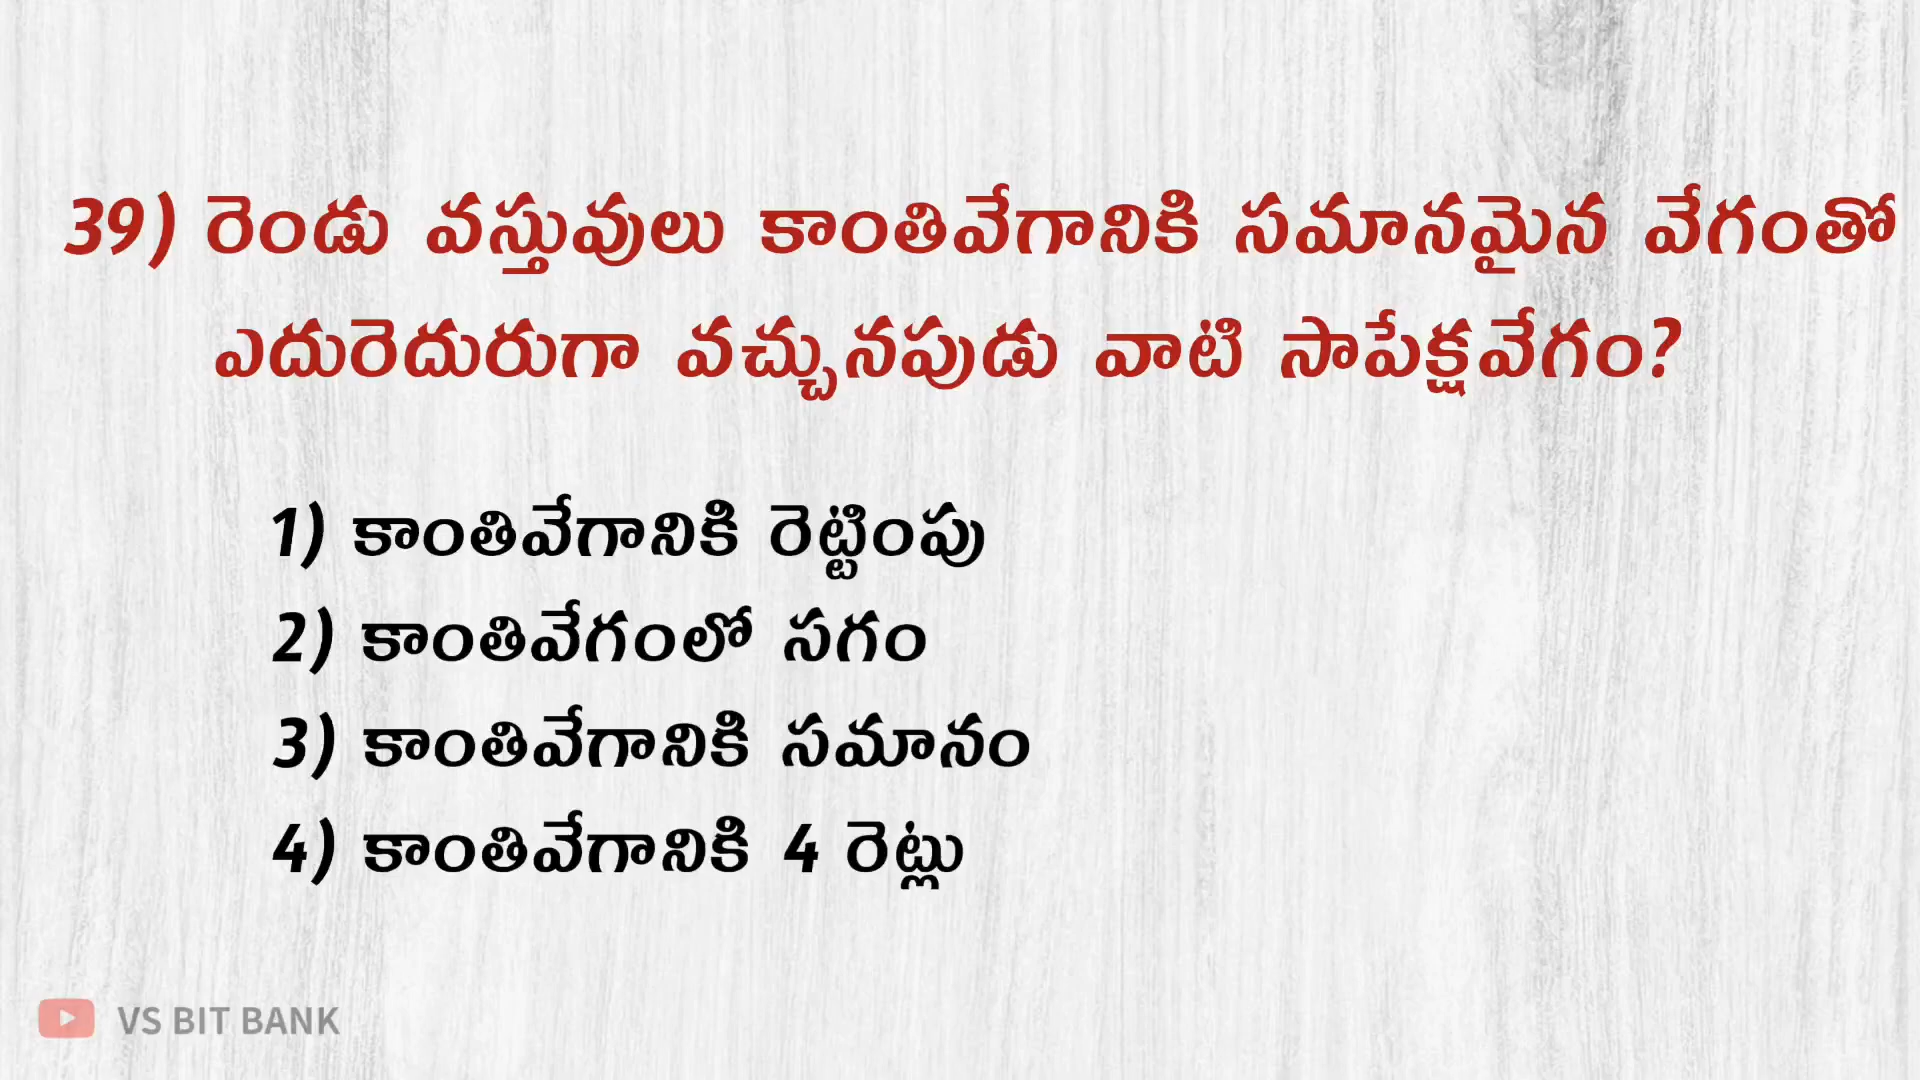 39) రెండు వస్తువులు కాంతివేగానికి సమానమైన వేగంతో
ఎదురెదురుగా వచ్చునపుడు వాటి సాపేక్షవేగం?
1) కాంతివేగానికి రెట్టింపు
2) కాంతివేగంలో సగం
3) కాంతివేగానికి సమానం
4) కాంతివేగానికి 4 రెట్లు
VS BIT BANK